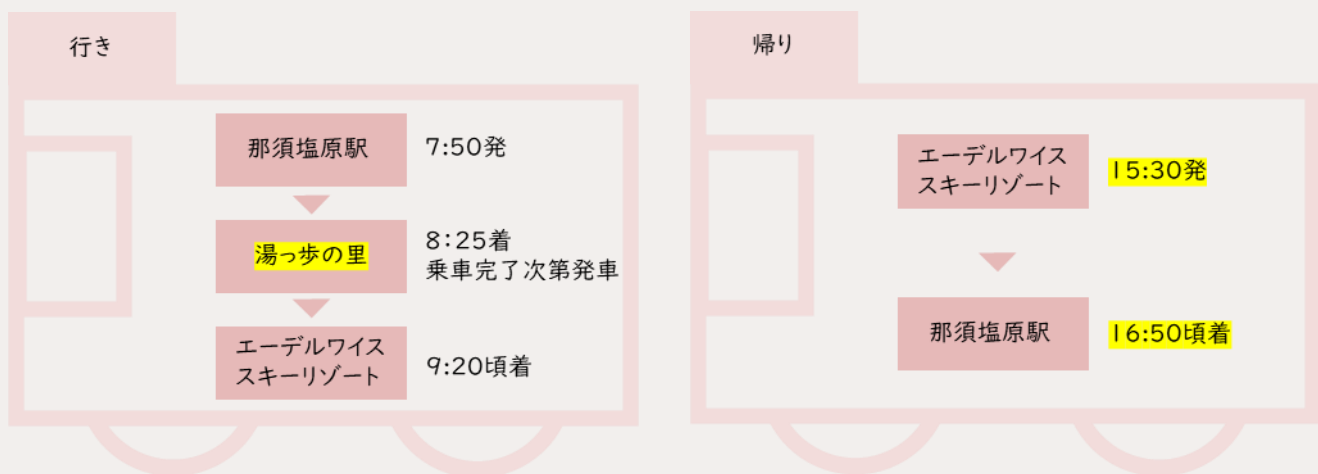 行き
那須塩原駅
7:50発
湯っ歩の里
8:25着
乗車完了次第発車
エーデルワイス
スキーリゾート
9:20頃着
帰り
エーデルワイス
スキーリゾート
15:30発
那須塩原駅
16:50頃着